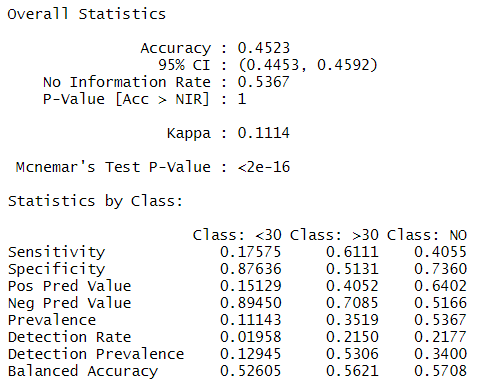 Overall Statistics
Accuracy : 0.4523
95% CI : (0.4453, 0.4592)
No Information Rate : 0.5367
P-Value [Acc > NIR] : 1
Kappa : 0.1114
Mcnemar's Test P-Value : <2e-16
Statistics by Class:
Class: <30 Class: >30 Class: NO
Sensitivity 0.17575 0.6111 0.4055
Specificity 0.87636 0.5131 0.7360
Pos Pred Value 0.15129 0.4052 0.6402
Neg Pred Value 0.89450 0.7085 0.5166
Prevalence 0.11143 0.3519 0.5367
Detection Rate 0.01958 0.2150 0.2177
Detection Prevalence 0.12945 0.5306 0.3400
Balanced Accuracy 0.52605 0.5621 0.5708